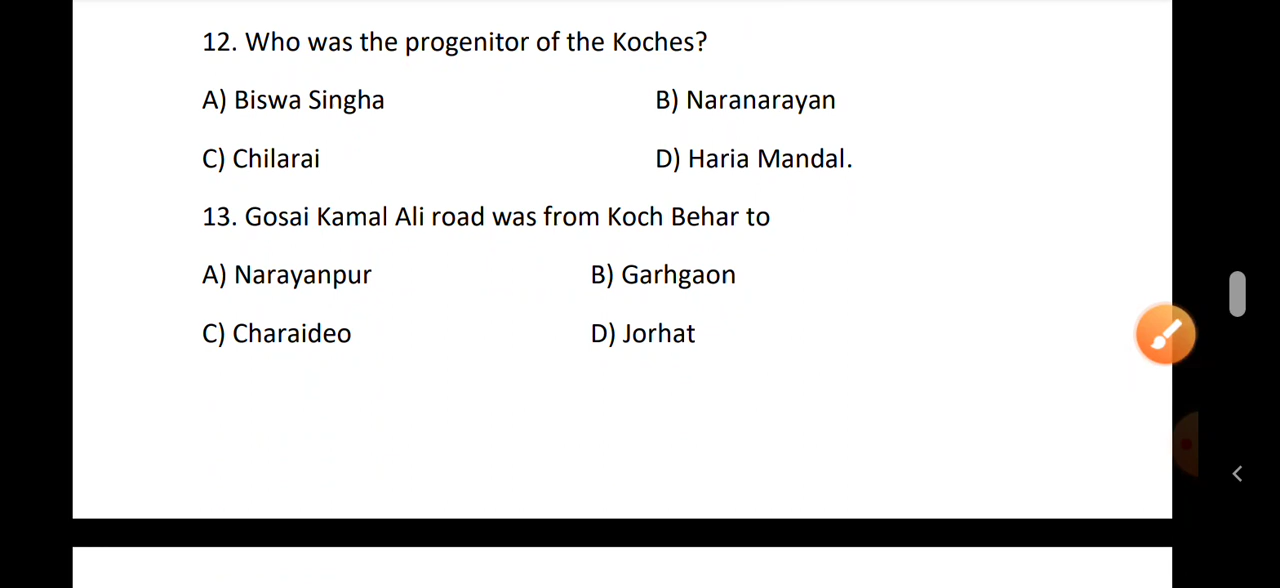 12. Who was the progenitor of the Koches?
A) Biswa Singha B) Naranarayan
C) Chilarai D) Haria Mandal.
13. Gosai Kamal Ali road was from Koch Behar to
A) Narayanpur B) Garhgaon
C) Charaideo D) Jorhat